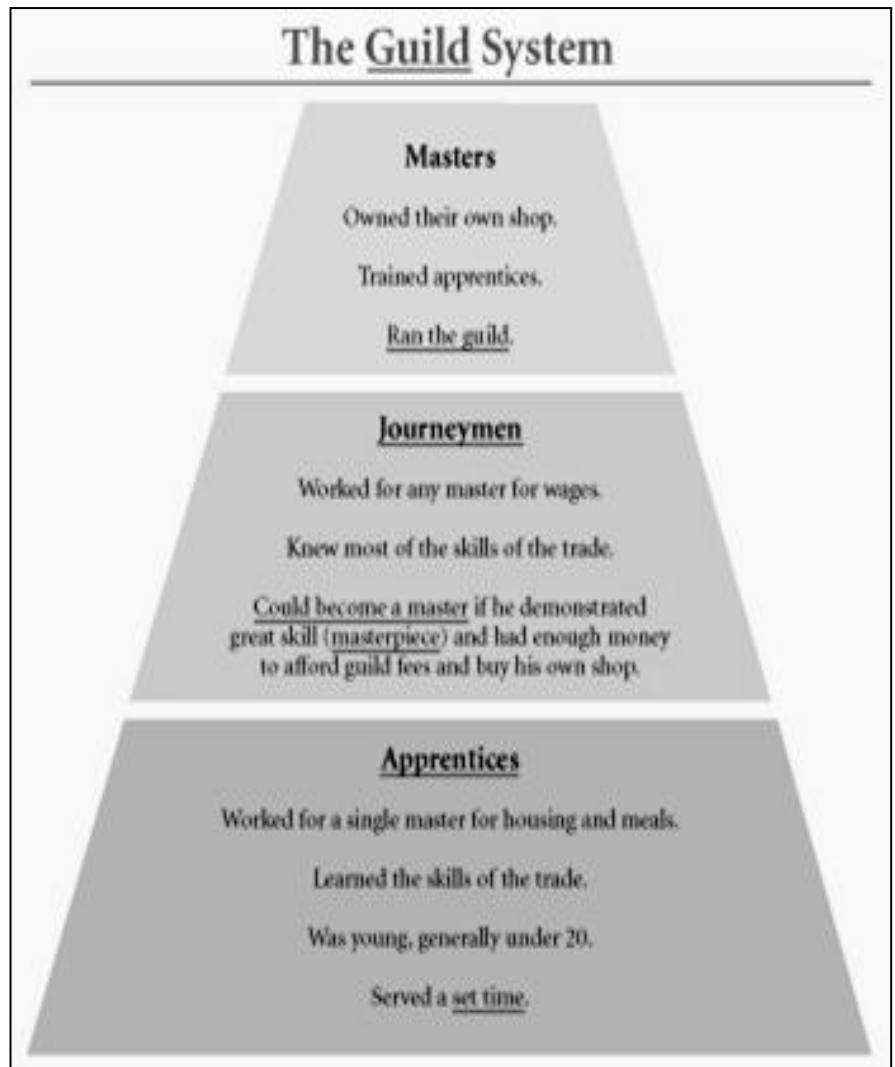 The Guild System
Masters
Owned their own shop.
Trained apprentices.
Ran the guild.
Journeymen
Worked for any master for wages.
Knew most of the skills of the trade.
Could become a master if he demonstrated
great skill (masterpiece) and had enough money
to afford guild fees and buy his own shop.
Apprentices
Worked for a single master for housing and meals.
Learned the skills of the trade.
Was young, generally under 20.
Served a set time.